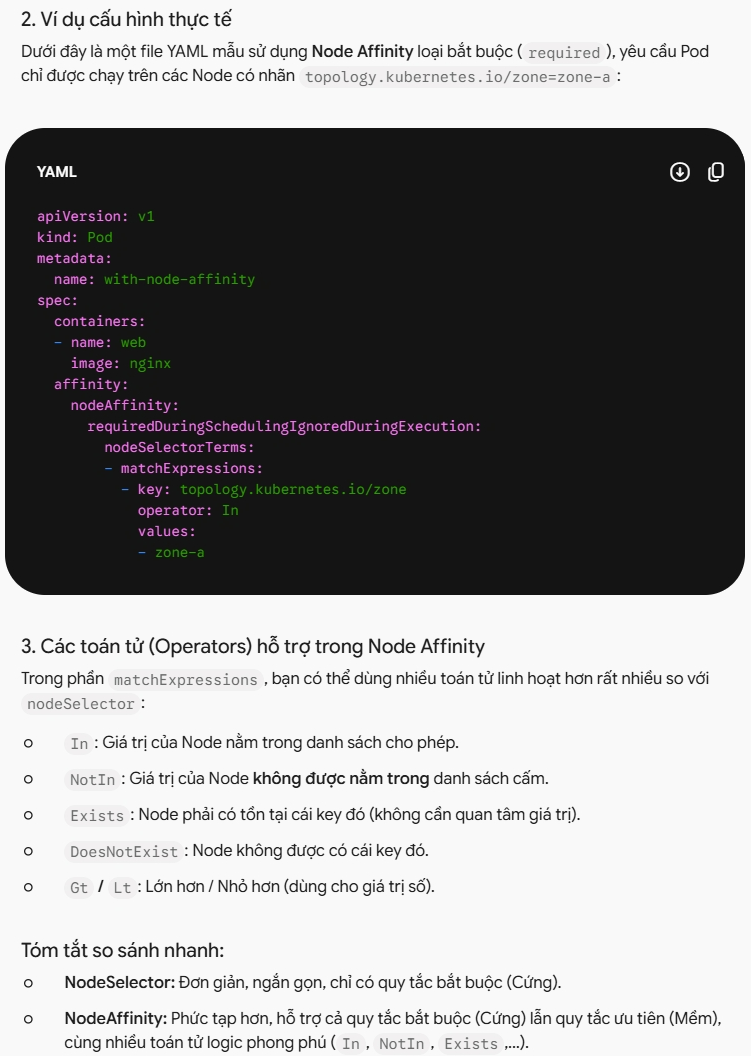 2. Ví dụ cấu hình thực tế
Dưới đây là một file YAML mẫu sử dụng Node Affinity loại bắt buộc ( required ), yêu cầu Pod
chỉ được chạy trên các Node có nhãn topology.kubernetes.io/zone=zone-a :
YAML
apiVersion: v1
kind: Pod
metadata:
  name: with-node-affinity
spec:
  containers:
  - name: web
    image: nginx
  affinity:
    nodeAffinity:
      requiredDuringSchedulingIgnoredDuringExecution:
        nodeSelectorTerms:
        - matchExpressions:
          - key: topology.kubernetes.io/zone
            operator: In
            values:
            - zone-a
3. Các toán tử (Operators) hỗ trợ trong Node Affinity
Trong phần matchExpressions , bạn có thể dùng nhiều toán tử linh hoạt hơn rất nhiều so với
nodeSelector :
o In : Giá trị của Node nằm trong danh sách cho phép.
o NotIn : Giá trị của Node không được nằm trong danh sách cấm.
o Exists : Node phải có tồn tại cái key đó (không cần quan tâm giá trị).
o DoesNotExist : Node không được có cái key đó.
o Gt / Lt : Lớn hơn / Nhỏ hơn (dùng cho giá trị số).
Tóm tắt so sánh nhanh:
o NodeSelector: Đơn giản, ngắn gọn, chỉ có quy tắc bắt buộc (Cứng).
o NodeAffinity: Phức tạp hơn, hỗ trợ cả quy tắc bắt buộc (Cứng) lẫn quy tắc ưu tiên (Mềm),
cùng nhiều toán tử logic phong phú ( In , NotIn , Exists ,...).